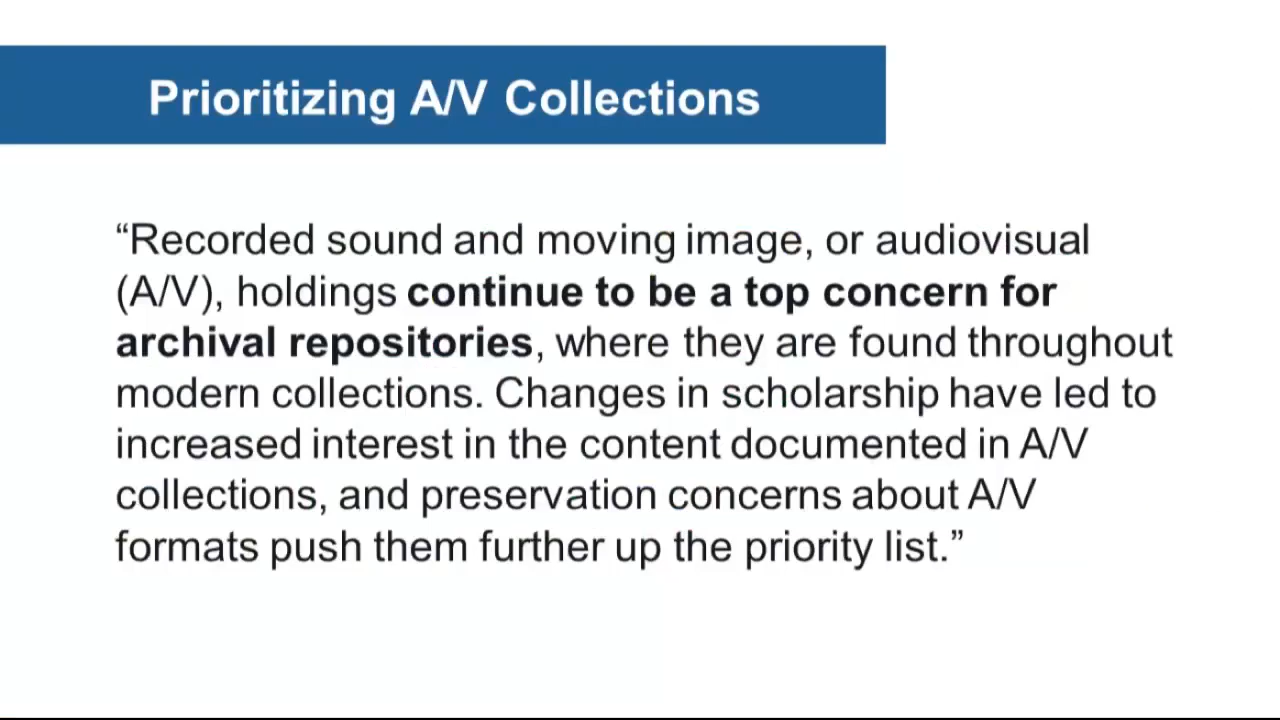 Prioritizing A/V Collections
“Recorded sound and moving image, or audiovisual
(A/V), holdings continue to be a top concern for
archival repositories, where they are found throughout
modern collections. Changes in scholarship have led to
increased interest in the content documented in A/V
collections, and preservation concerns about A/V
formats push them further up the priority list.”